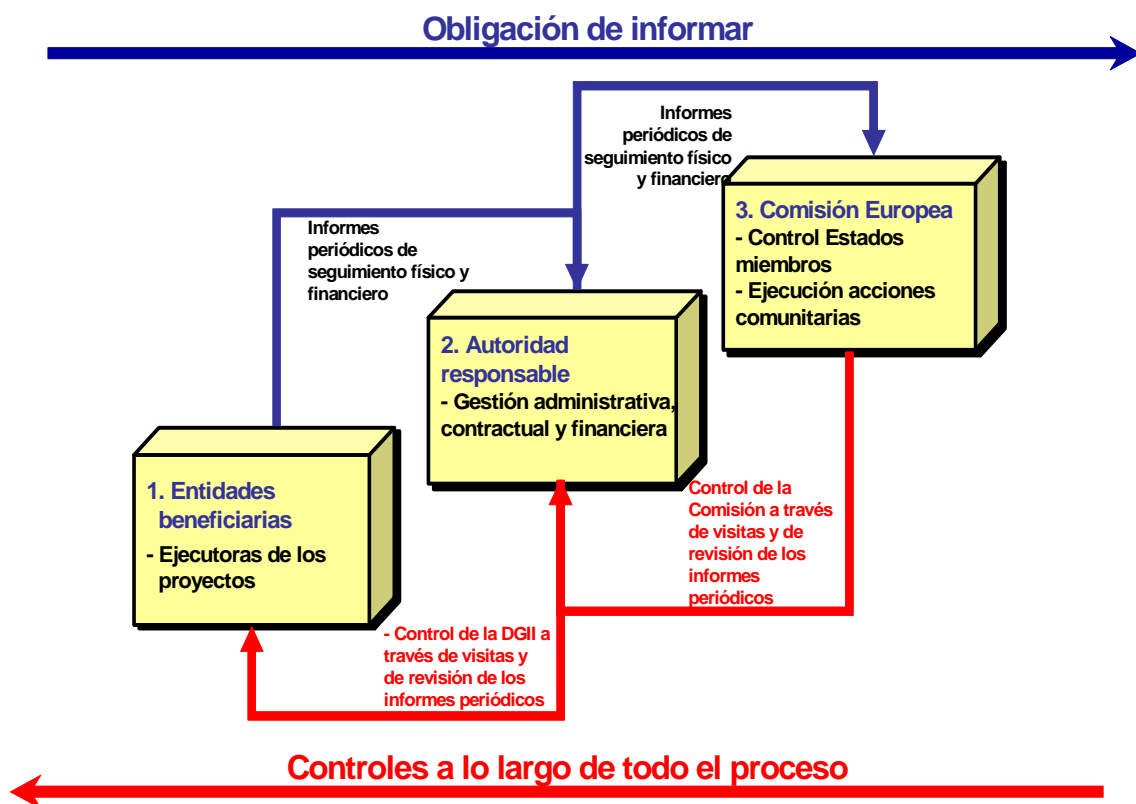 Obligación de informar
Informes
periódicos de
seguimiento físico
y financiero
3. Comisión Europea
- Control Estados
miembros
- Ejecución acciones
comunitarias
Informes
periódicos de
seguimiento físico y
financiero
2. Autoridad
responsable
- Gestión administrativa,
contractual y financiera
1. Entidades
beneficiarias
- Ejecutoras de los
proyectos
Control de la
Comisión a través
de visitas y de
revisión de los
informes
periódicos
- Control de la DGII a
través de visitas y
de revisión de los
informes periódicos
Controles a lo largo de todo el proceso